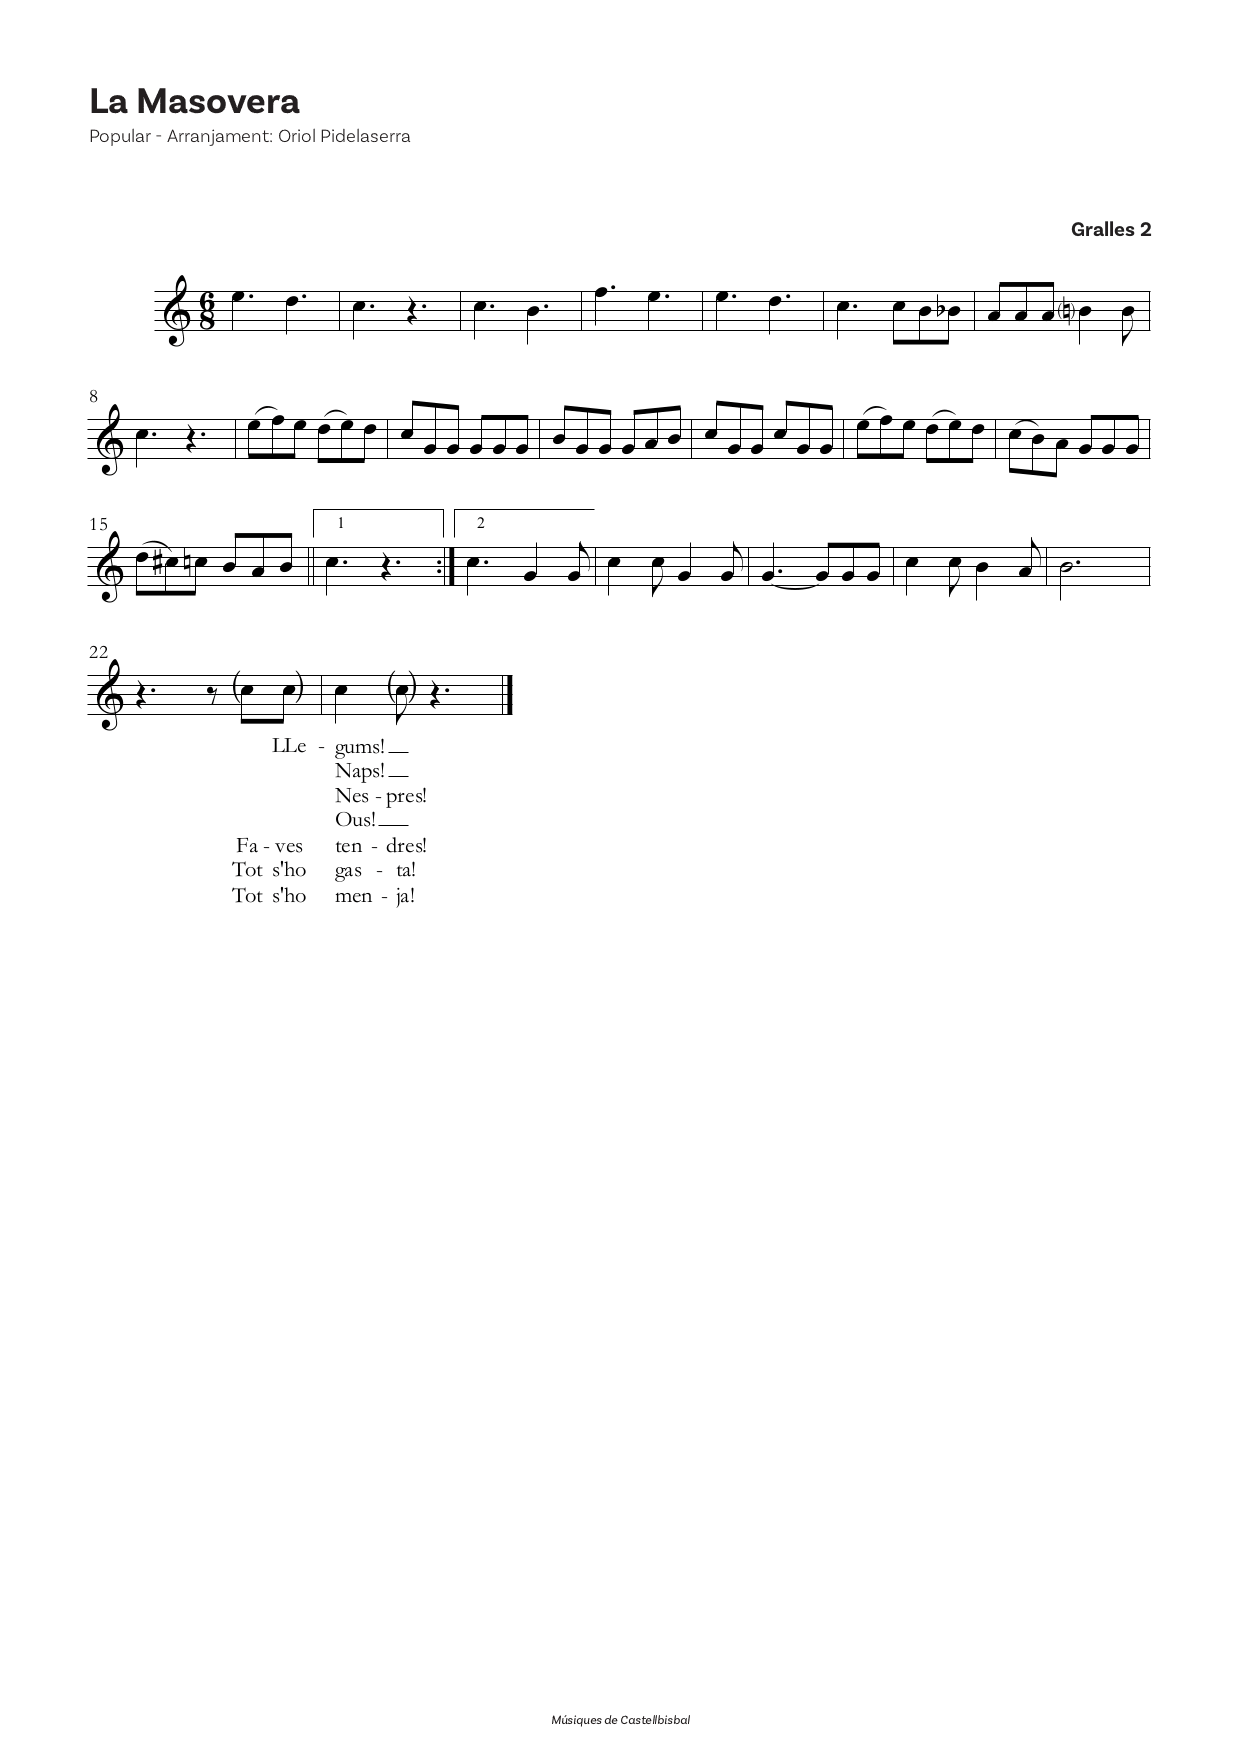 La Masovera
Popular - Arranjament: Oriol Pidelaserra
Gralles 2
6
8
8
15
1
2
22
LLe - gums!
Naps!
Nes - pres!
Ous!
Fa - ves ten - dres!
Tot s'ho gas - ta!
Tot s'ho men - ja!
Músiques de Castellbisbal